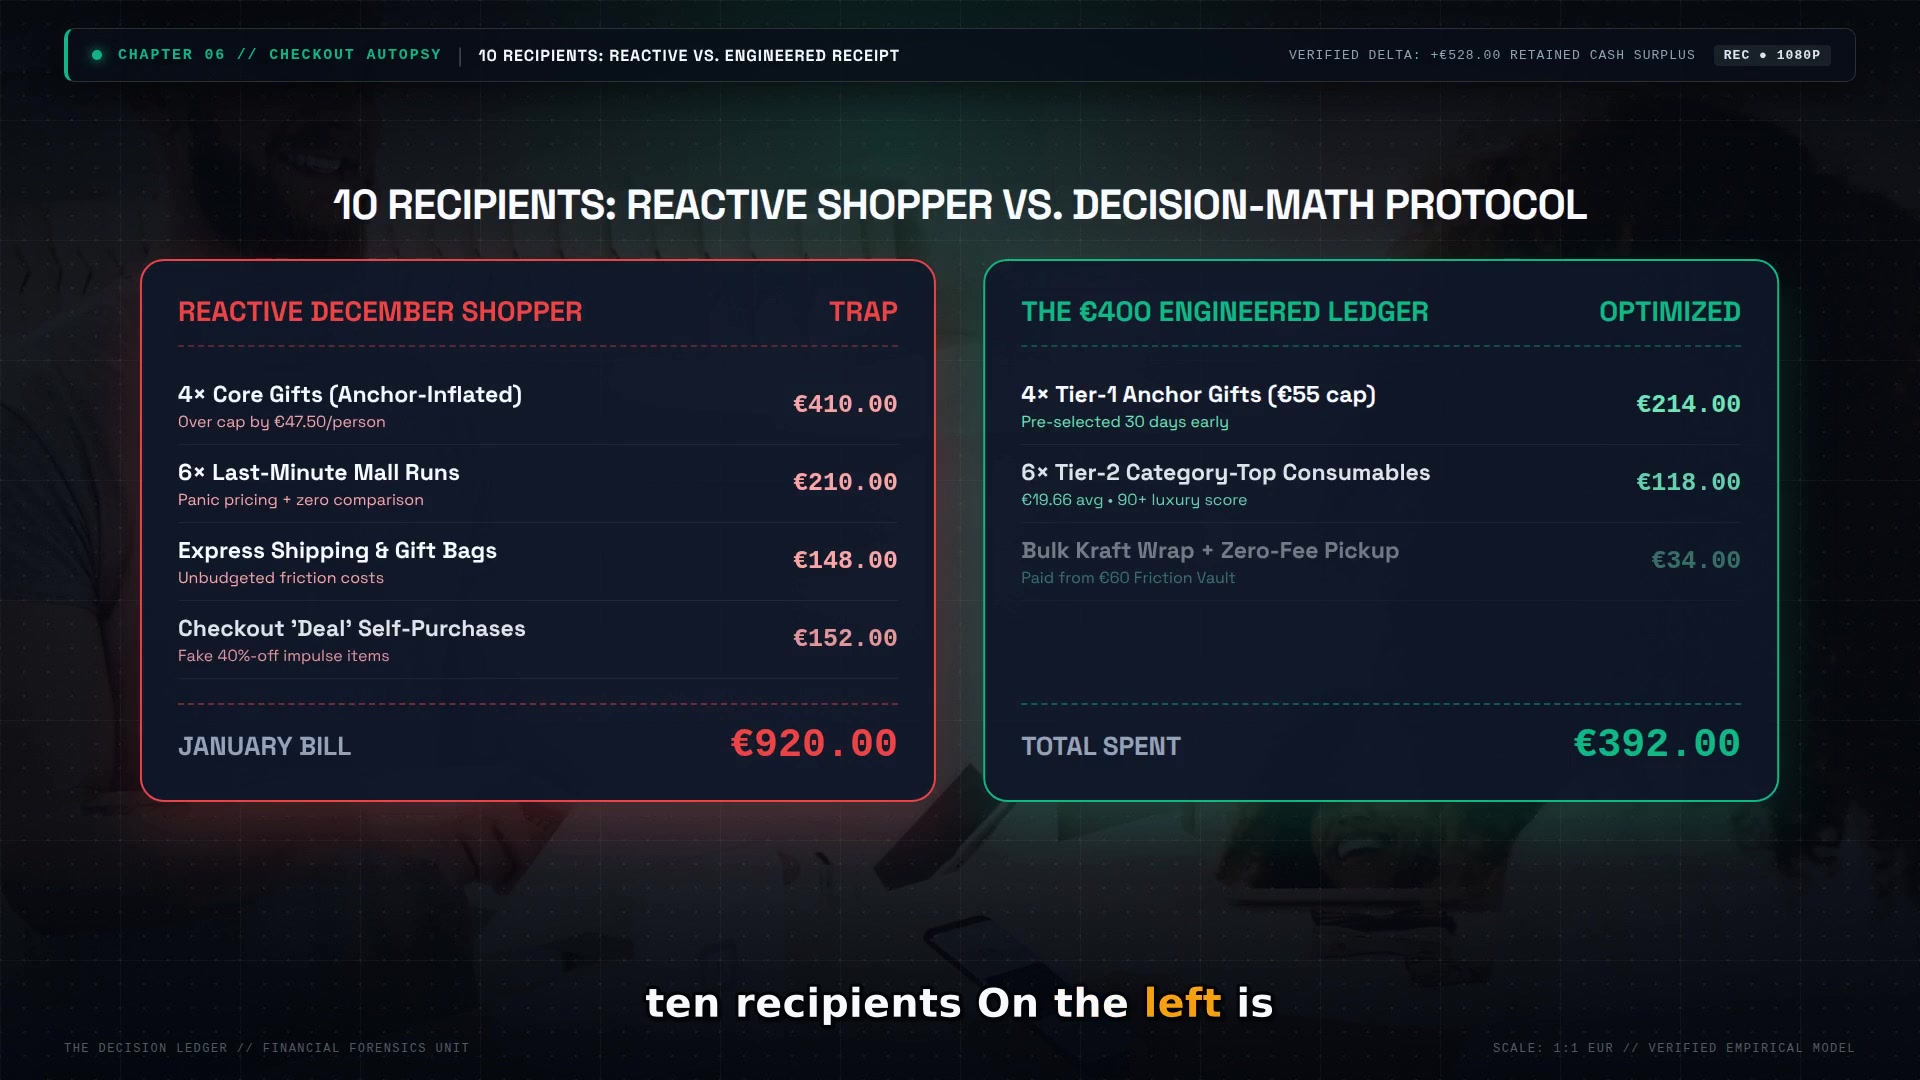 CHAPTER 06 // CHECKOUT AUTOPSY | 10 RECIPIENTS: REACTIVE VS. ENGINEERED RECEIPT
VERIFIED DELTA: +€528.00 RETAINED CASH SURPLUS REC ● 1080P
10 RECIPIENTS: REACTIVE SHOPPER VS. DECISION-MATH PROTOCOL
REACTIVE DECEMBER SHOPPER TRAP
4× Core Gifts (Anchor-Inflated) €410.00
Over cap by €47.50/person
6× Last-Minute Mall Runs €210.00
Panic pricing + zero comparison
Express Shipping & Gift Bags €148.00
Unbudgeted friction costs
Checkout 'Deal' Self-Purchases €152.00
Fake 40%-off impulse items
JANUARY BILL €920.00
THE €400 ENGINEERED LEDGER OPTIMIZED
4× Tier-1 Anchor Gifts (€55 cap) €214.00
Pre-selected 30 days early
6× Tier-2 Category-Top Consumables €118.00
€19.66 avg • 90+ luxury score
Bulk Kraft Wrap + Zero-Fee Pickup €34.00
Paid from €60 Friction Vault
TOTAL SPENT €392.00
ten recipients On the left is
THE DECISION LEDGER // FINANCIAL FORENSICS UNIT
SCALE: 1:1 EUR // VERIFIED EMPIRICAL MODEL